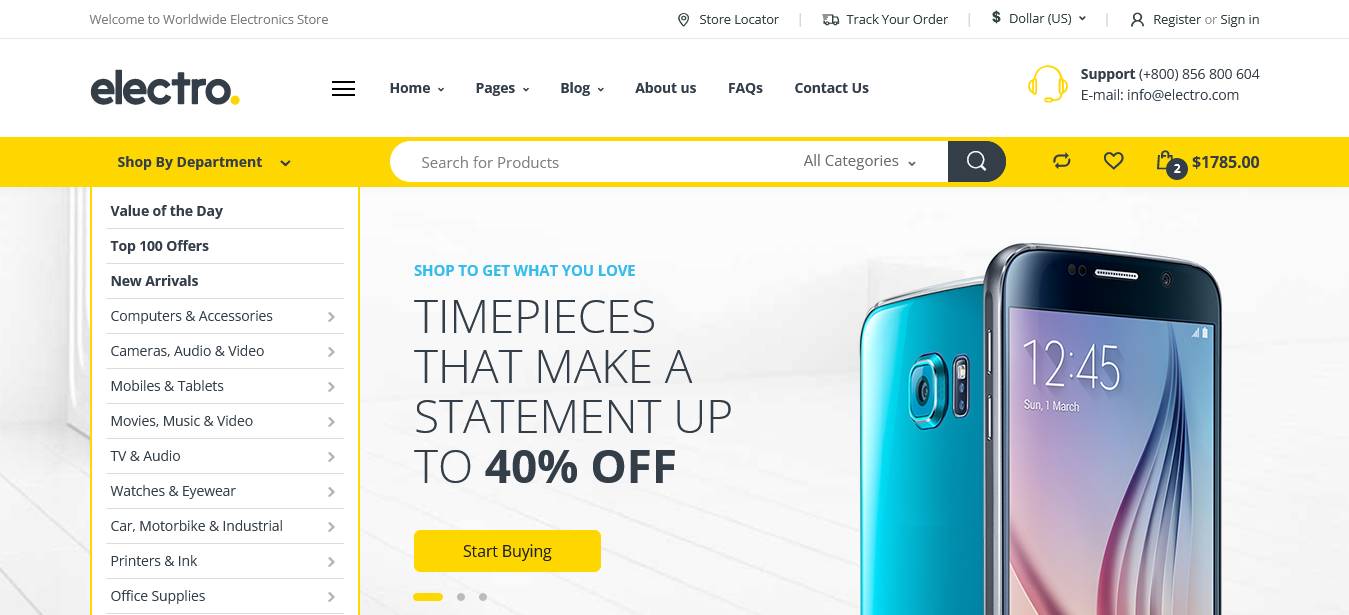 Welcome to Worldwide Electronics Store
Store Locator
Track Your Order
$ Dollar (US)
Register or Sign in
electro.
Home
Pages
Blog
About us
FAQs
Contact Us
Support (+800) 856 800 604
E-mail: info@electro.com
Shop By Department
Search for Products
All Categories
2
$1785.00
Value of the Day
Top 100 Offers
New Arrivals
Computers & Accessories
Cameras, Audio & Video
Mobiles & Tablets
Movies, Music & Video
TV & Audio
Watches & Eyewear
Car, Motorbike & Industrial
Printers & Ink
Office Supplies
SHOP TO GET WHAT YOU LOVE
TIMEPIECES
THAT MAKE A
STATEMENT UP
TO 40% OFF
Start Buying
12:45
Sun, 1 March